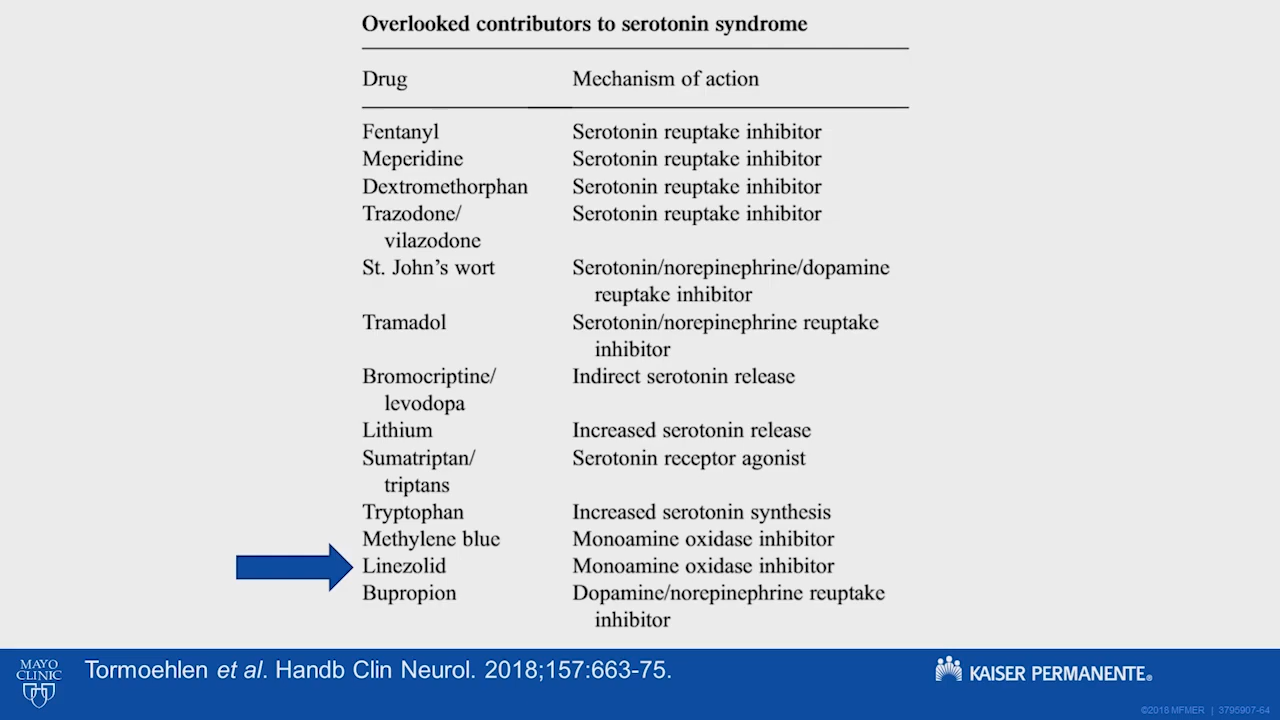 Overlooked contributors to serotonin syndrome
Drug Mechanism of action
Fentanyl Serotonin reuptake inhibitor
Meperidine Serotonin reuptake inhibitor
Dextromethorphan Serotonin reuptake inhibitor
Trazodone/ Serotonin reuptake inhibitor
vilazodone
St. John’s wort Serotonin/norepinephrine/dopamine
reuptake inhibitor
Tramadol Serotonin/norepinephrine reuptake
inhibitor
Bromocriptine/ Indirect serotonin release
levodopa
Lithium Increased serotonin release
Sumatriptan/ Serotonin receptor agonist
triptans
Tryptophan Increased serotonin synthesis
Methylene blue Monoamine oxidase inhibitor
Linezolid Monoamine oxidase inhibitor
Bupropion Dopamine/norepinephrine reuptake
inhibitor
MAYO
CLINIC
Tormoehlen et al. Handb Clin Neurol. 2018;157:663-75.
KAISER PERMANENTE®
©2018 MFMER | 3795907-64